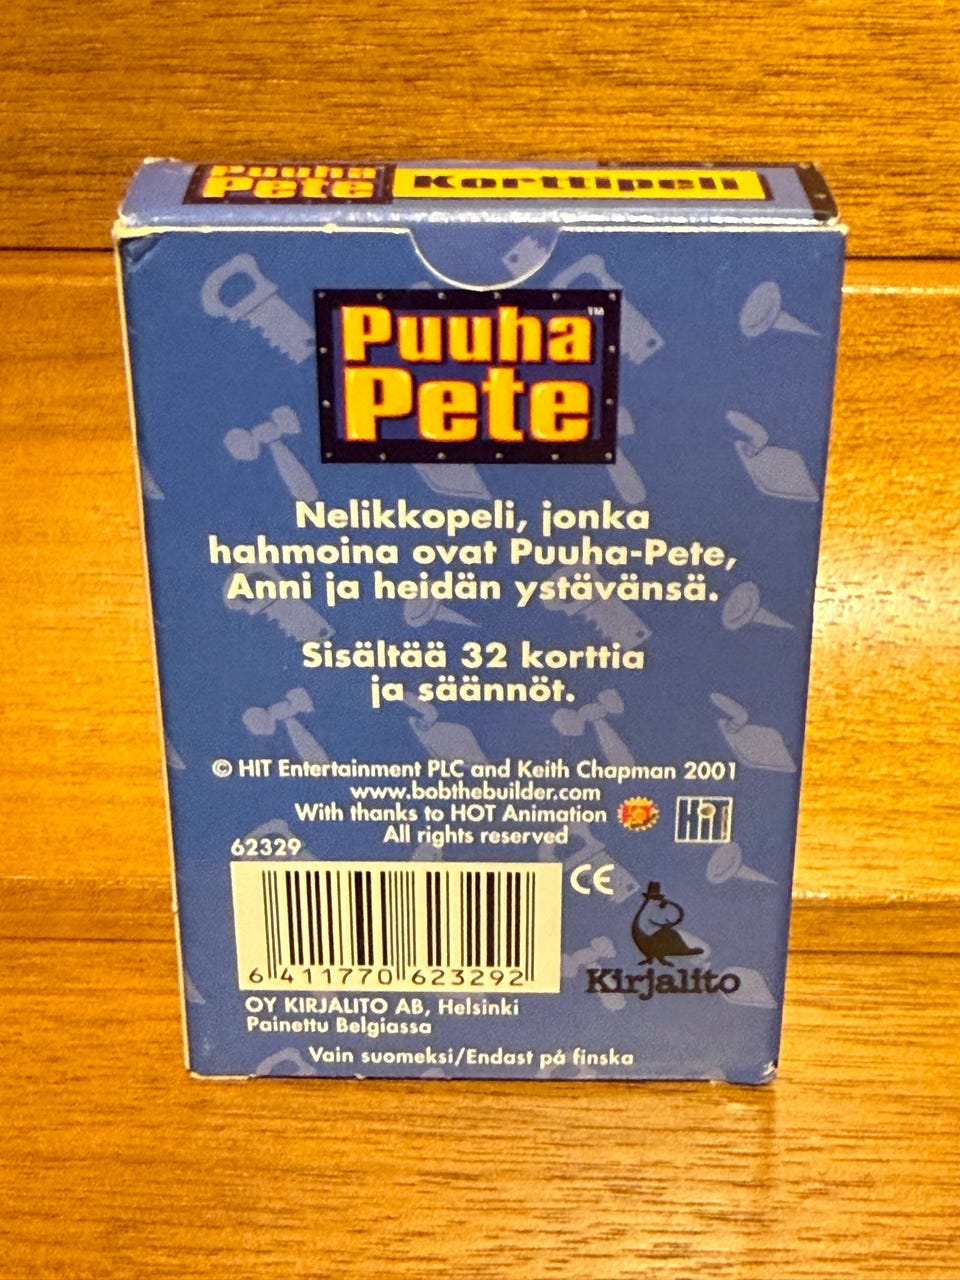 Puuha
Pete
Korttipeli
Puuha™
Pete
Nelikkopeli, jonka
hahmoina ovat Puuha-Pete,
Anni ja heidän ystävänsä.
Sisältää 32 korttia
ja säännöt.
© HIT Entertainment PLC and Keith Chapman 2001
www.bobthebuilder.com
With thanks to HOT Animation
All rights reserved
HiT
62329
CE
6 411770 623292
Kirjalito
OY KIRJALITO AB, Helsinki
Painettu Belgiassa
Vain suomeksi/Endast på finska